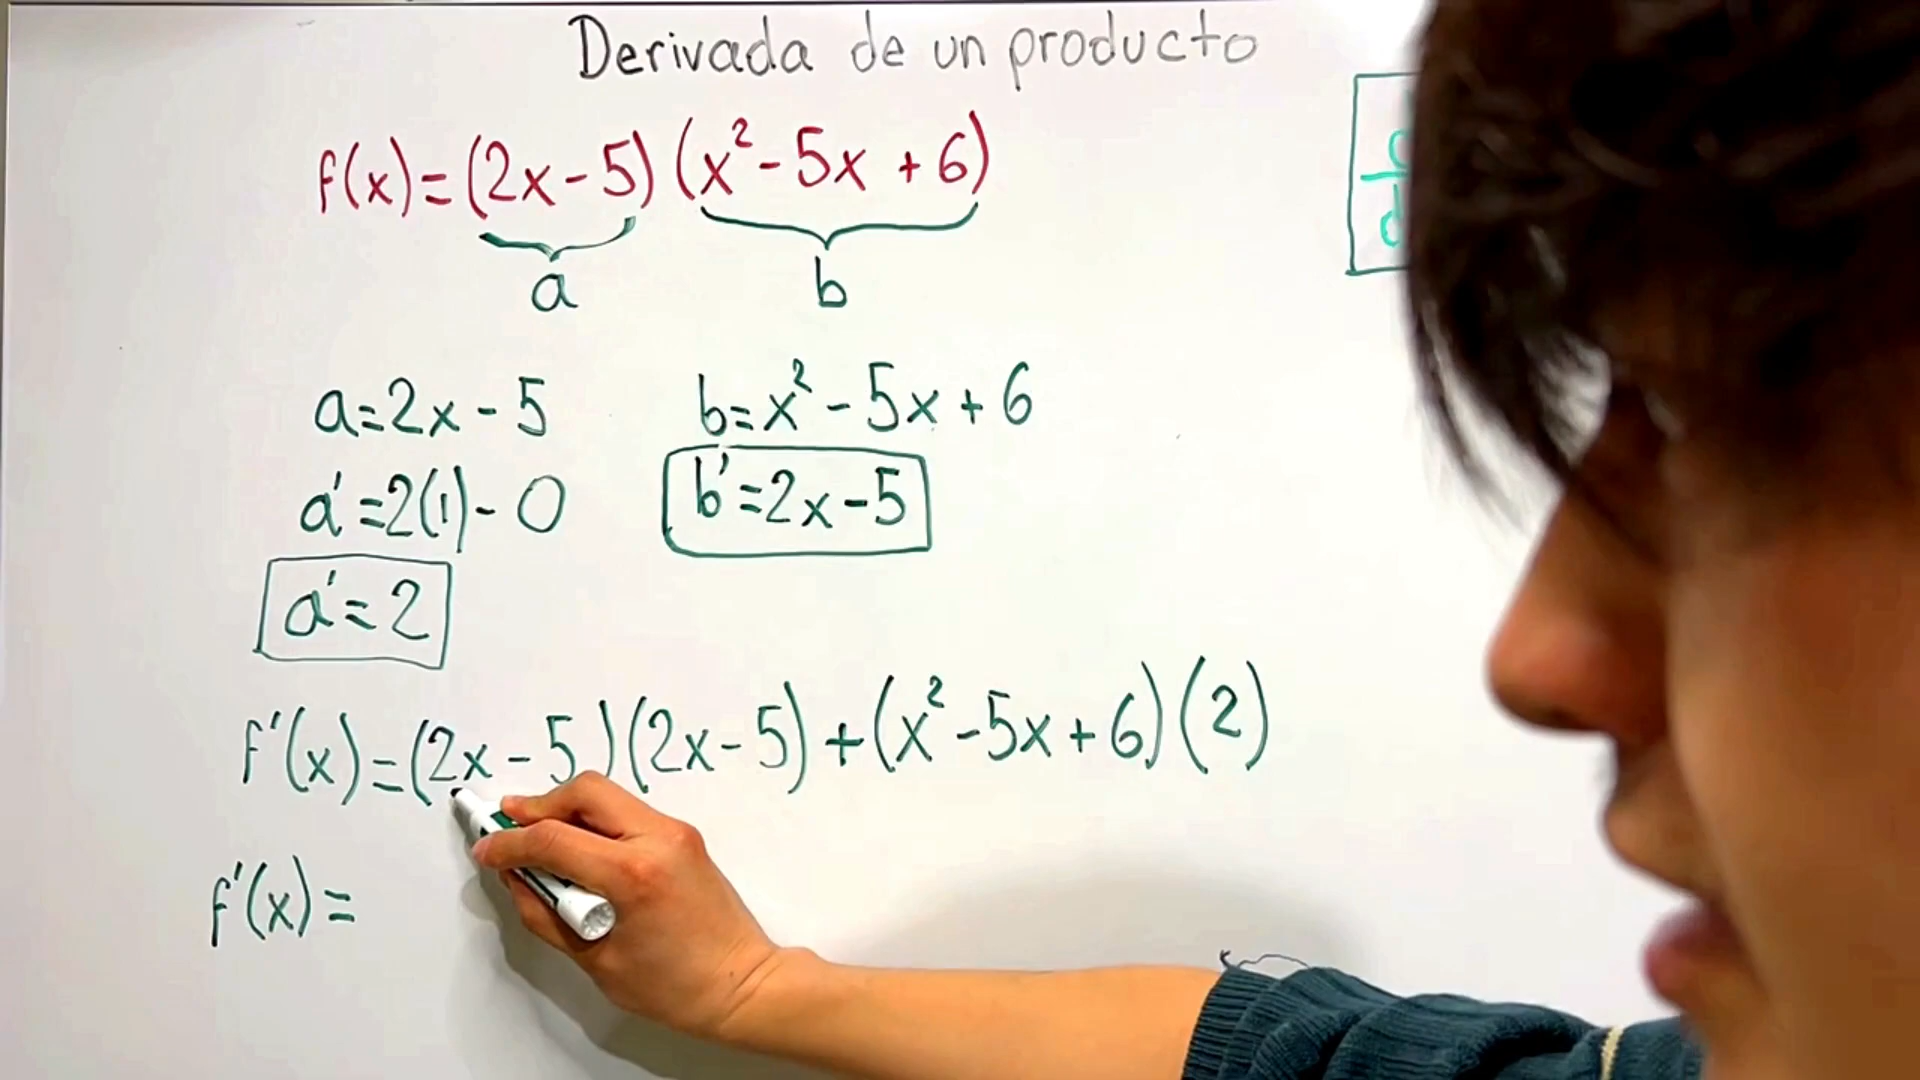 Derivada de un producto
f(x)=(2x-5)(x²-5x+6)
a b
a=2x-5 b=x²-5x+6
a'=2(1)-0 b'=2x-5
a'=2
f'(x)=(2x-5)(2x-5)+(x²-5x+6)(2)
f'(x)=